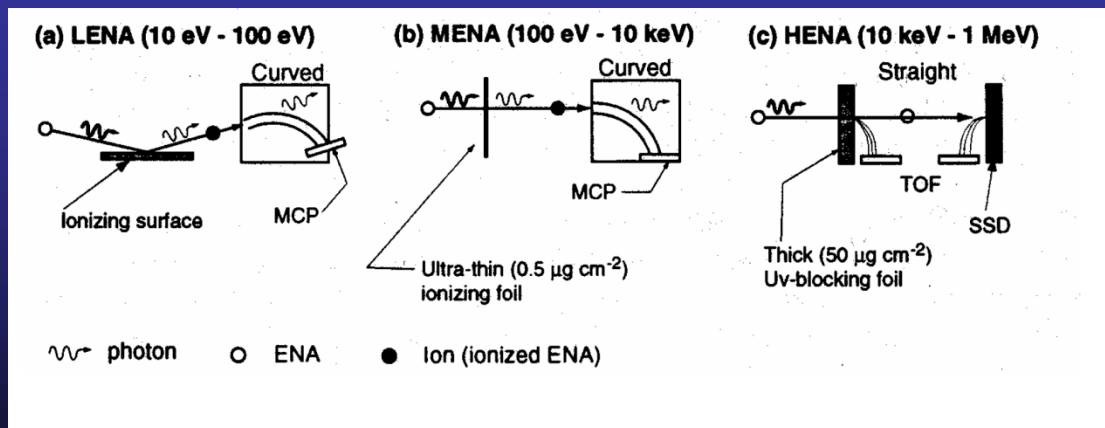 (a) LENA (10 eV - 100 eV)
Curved
Ionizing surface
MCP
(b) MENA (100 eV - 10 keV)
Curved
MCP
Ultra-thin (0.5 µg cm⁻²)
ionizing foil
(c) HENA (10 keV - 1 MeV)
Straight
TOF
SSD
Thick (50 µg cm⁻²)
Uv-blocking foil
photon
ENA
Ion (ionized ENA)